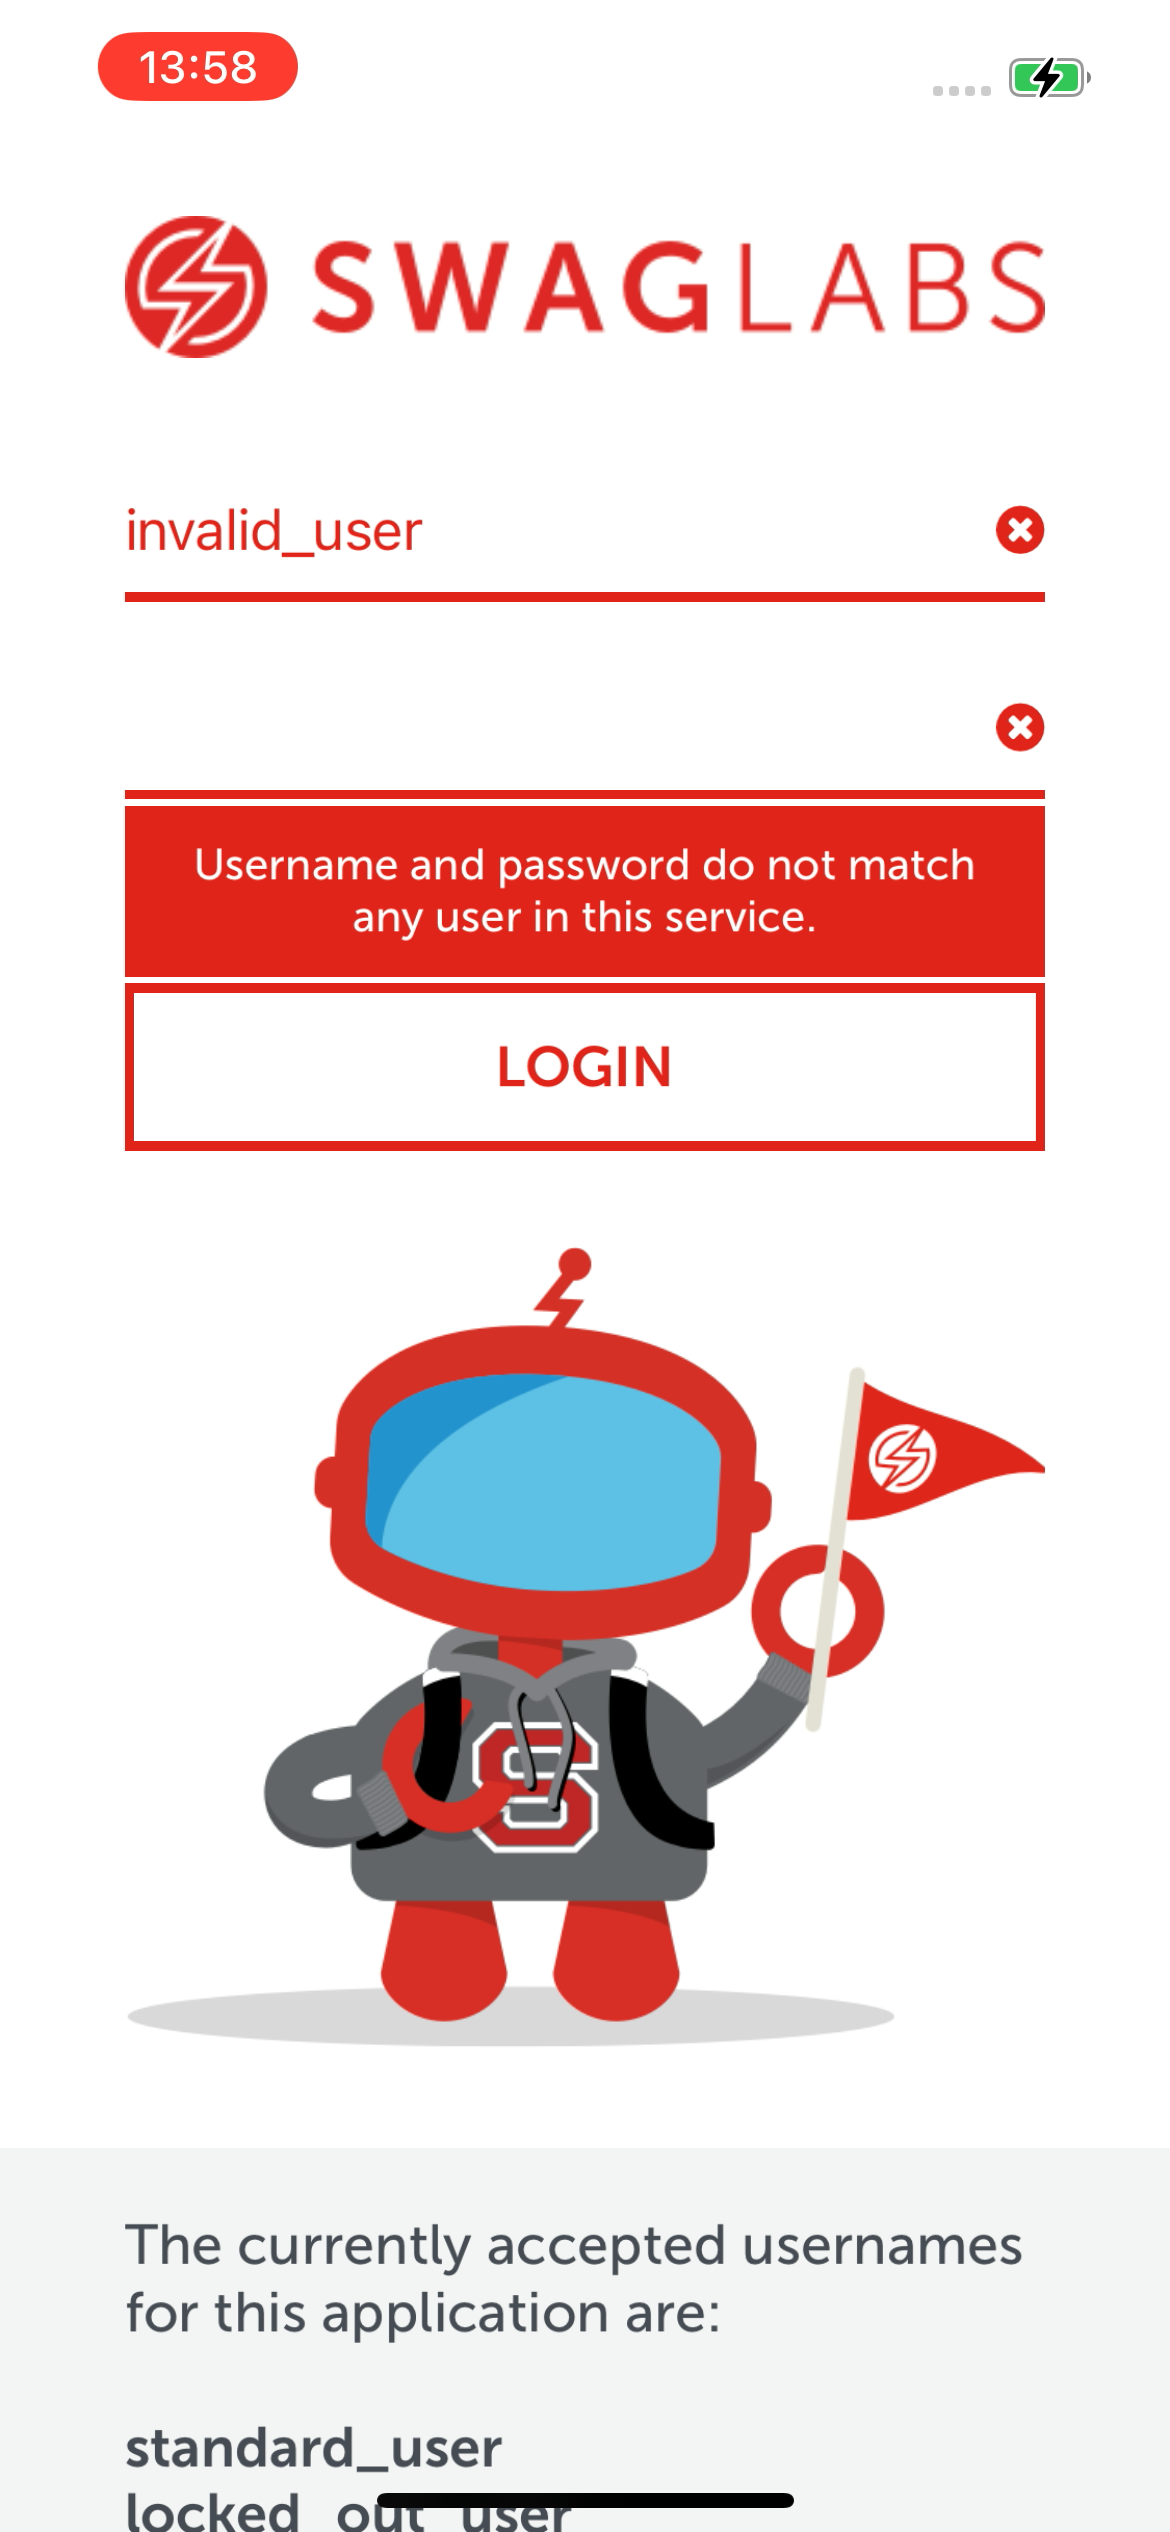 13:58
SWAGLABS
invalid_user
Username and password do not match
any user in this service.
LOGIN
S
The currently accepted usernames
for this application are:
standard_user
locked_out_user